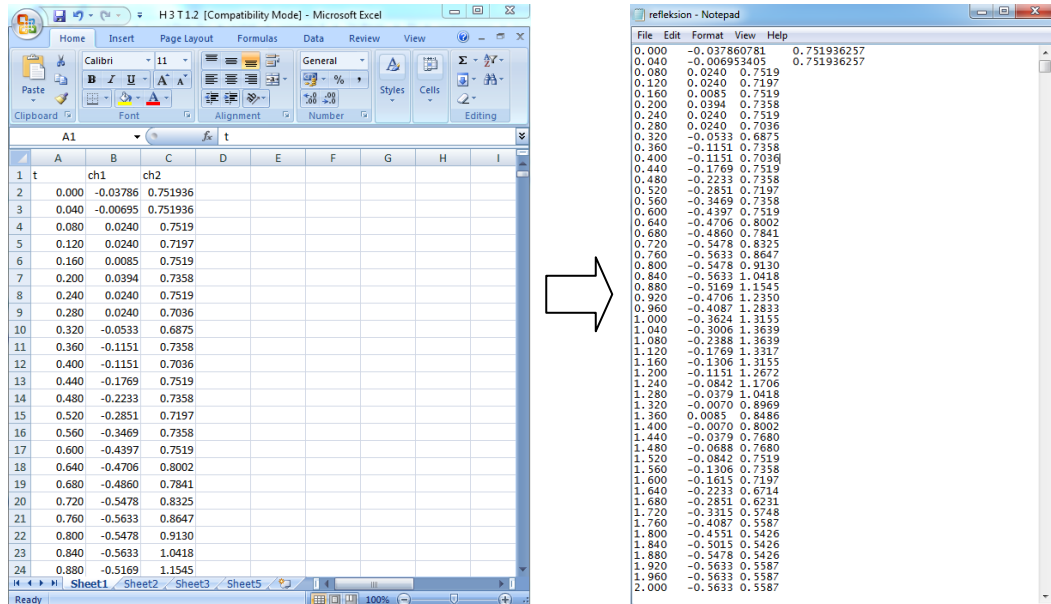 H 3 T 1.2 [Compatibility Mode] - Microsoft Excel
Home Insert Page Layout Formulas Data Review View
Calibri 11 General Σ
Paste B I U A A % , A Styles Cells
Clipboard Font Alignment Number Editing
A1 fx t
A B C D E F G H I
1 t ch1 ch2
2 0.000 -0.03786 0.751936
3 0.040 -0.00695 0.751936
4 0.080 0.0240 0.7519
5 0.120 0.0240 0.7197
6 0.160 0.0085 0.7519
7 0.200 0.0394 0.7358
8 0.240 0.0240 0.7519
9 0.280 0.0240 0.7036
10 0.320 -0.0533 0.6875
11 0.360 -0.1151 0.7358
12 0.400 -0.1151 0.7036
13 0.440 -0.1769 0.7519
14 0.480 -0.2233 0.7358
15 0.520 -0.2851 0.7197
16 0.560 -0.3469 0.7358
17 0.600 -0.4397 0.7519
18 0.640 -0.4706 0.8002
19 0.680 -0.4860 0.7841
20 0.720 -0.5478 0.8325
21 0.760 -0.5633 0.8647
22 0.800 -0.5478 0.9130
23 0.840 -0.5633 1.0418
24 0.880 -0.5169 1.1545
Sheet1 Sheet2 Sheet3 Sheet5
Ready 100%
refleksion - Notepad
File Edit Format View Help
0.000 -0.037860781 0.751936257
0.040 -0.006953405 0.751936257
0.080 0.0240 0.7519
0.120 0.0240 0.7197
0.160 0.0085 0.7519
0.200 0.0394 0.7358
0.240 0.0240 0.7519
0.280 0.0240 0.7036
0.320 -0.0533 0.6875
0.360 -0.1151 0.7358
0.400 -0.1151 0.7036
0.440 -0.1769 0.7519
0.480 -0.2233 0.7358
0.520 -0.2851 0.7197
0.560 -0.3469 0.7358
0.600 -0.4397 0.7519
0.640 -0.4706 0.8002
0.680 -0.4860 0.7841
0.720 -0.5478 0.8325
0.760 -0.5633 0.8647
0.800 -0.5478 0.9130
0.840 -0.5633 1.0418
0.880 -0.5169 1.1545
0.920 -0.4706 1.2350
0.960 -0.4087 1.2833
1.000 -0.3624 1.3155
1.040 -0.3006 1.3639
1.080 -0.2388 1.3639
1.120 -0.1769 1.3317
1.160 -0.1306 1.3155
1.200 -0.1151 1.2672
1.240 -0.0842 1.1706
1.280 -0.0379 1.0418
1.320 -0.0070 0.8969
1.360 0.0085 0.8486
1.400 -0.0070 0.8002
1.440 -0.0379 0.7680
1.480 -0.0688 0.7680
1.520 -0.0842 0.7519
1.560 -0.1306 0.7358
1.600 -0.1615 0.7197
1.640 -0.2233 0.6714
1.680 -0.2851 0.6231
1.720 -0.3315 0.5748
1.760 -0.4087 0.5587
1.800 -0.4551 0.5426
1.840 -0.5015 0.5426
1.880 -0.5478 0.5426
1.920 -0.5633 0.5587
1.960 -0.5633 0.5587
2.000 -0.5633 0.5587